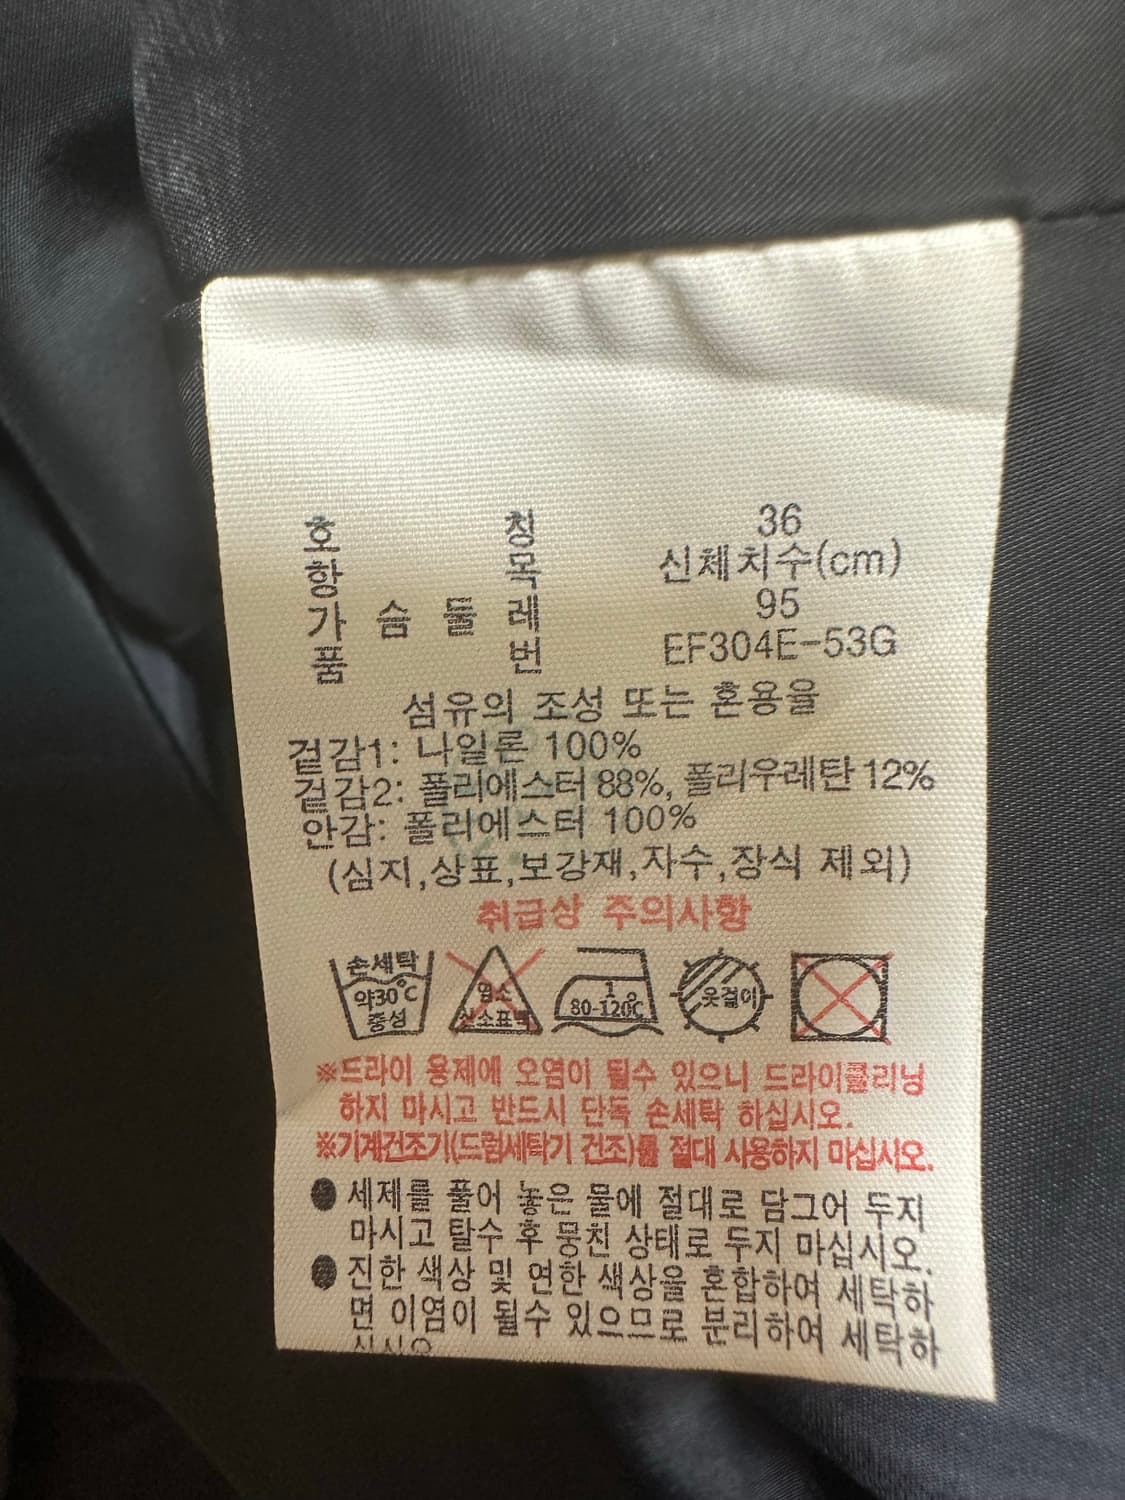 호 칭 36
항 목 신체치수(cm)
가 슴 둘 레 95
품 번 EF304E-53G
섬유의 조성 또는 혼용율
겉감1: 나일론 100%
겉감2: 폴리에스터 88%, 폴리우레탄 12%
안감: 폴리에스터 100%
(심지,상표,보강재,자수,장식 제외)
취급상 주의사항
손세탁
약30℃
중성
염소
산소표백
1
80-120℃
옷걸이
※드라이 용제에 오염이 될수 있으니 드라이클리닝
하지 마시고 반드시 단독 손세탁 하십시오.
※기계건조기(드럼세탁기 건조)를 절대 사용하지 마십시오.
● 세제를 풀어 놓은 물에 절대로 담그어 두지
마시고 탈수 후 뭉친 상태로 두지 마십시오.
● 진한 색상 및 연한 색상을 혼합하여 세탁하
면 이염이 될수 있으므로 분리하여 세탁하